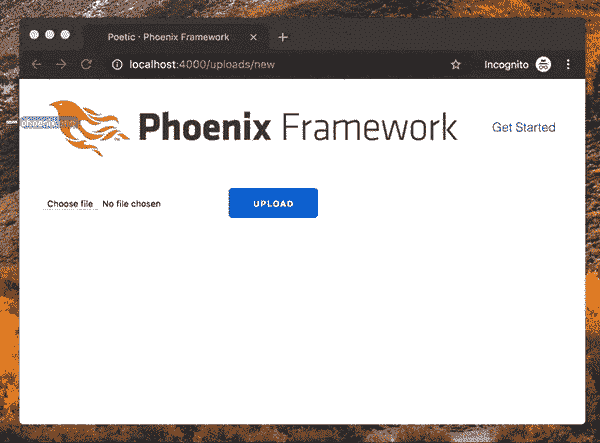 Poetic · Phoenix Framework
localhost:4000/uploads/new
Incognito
Phoenix Framework
Get Started
Choose file No file chosen
UPLOAD